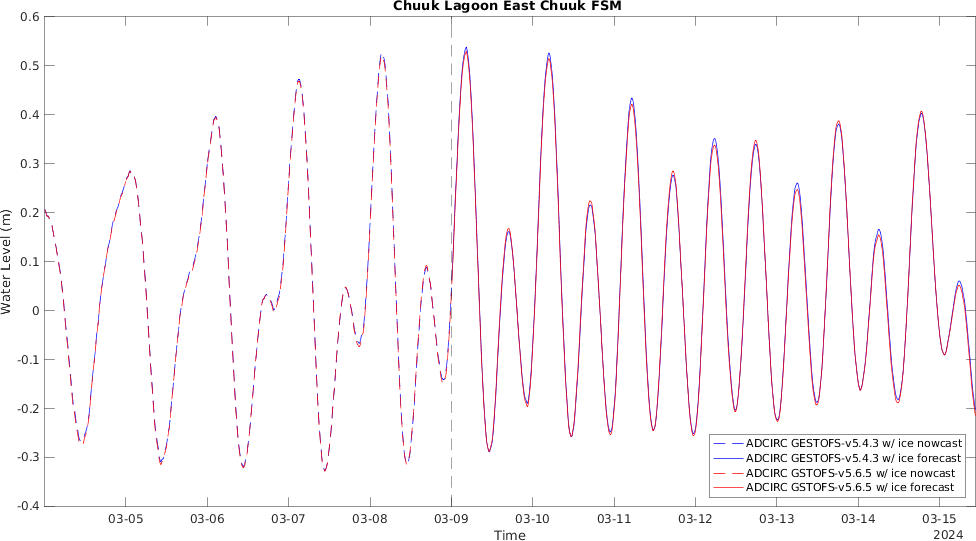 Chuuk Lagoon East Chuuk FSM
0.6
0.5
0.4
0.3
0.2
0.1
0
-0.1
-0.2
-0.3
-0.4
Water Level (m)
ADCIRC GESTOFS-v5.4.3 w/ ice nowcast
ADCIRC GESTOFS-v5.4.3 w/ ice forecast
ADCIRC GSTOFS-v5.6.5 w/ ice nowcast
ADCIRC GSTOFS-v5.6.5 w/ ice forecast
03-05 03-06 03-07 03-08 03-09 03-10 03-11 03-12 03-13 03-14 03-15
Time
2024